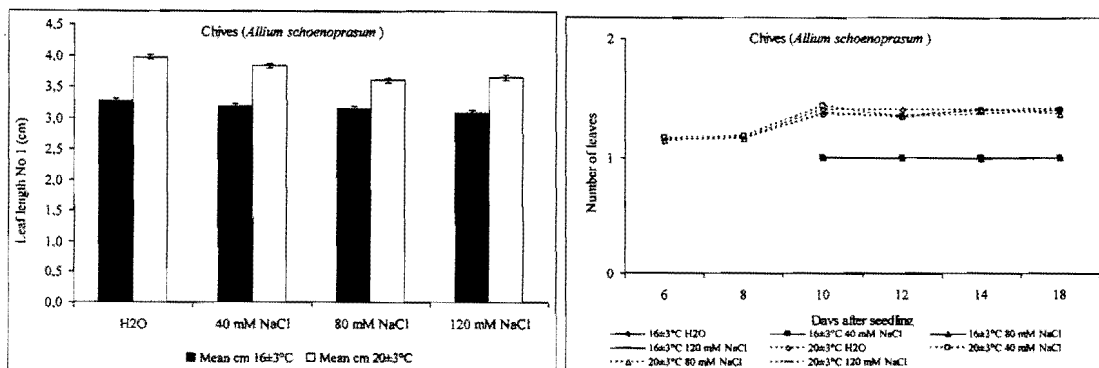 Chives (Allium schoenoprasum )
Leaf length No 1 (cm)
4,5
4,0
3,5
3,0
2,5
2,0
1,5
1,0
0,5
0,0
H2O
40 mM NaCl
80 mM NaCl
120 mM NaCl
Mean cm 16±3°C
Mean cm 20±3°C
Chives (Allium schoenoprasum )
Number of leaves
2
1
0
6
8
10
12
14
18
Days after seedling
16±3°C H2O
16±3°C 40 mM NaCl
16±3°C 80 mM NaCl
16±3°C 120 mM NaCl
20±3°C H2O
20±3°C 40 mM NaCl
20±3°C 80 mM NaCl
20±3°C 120 mM NaCl